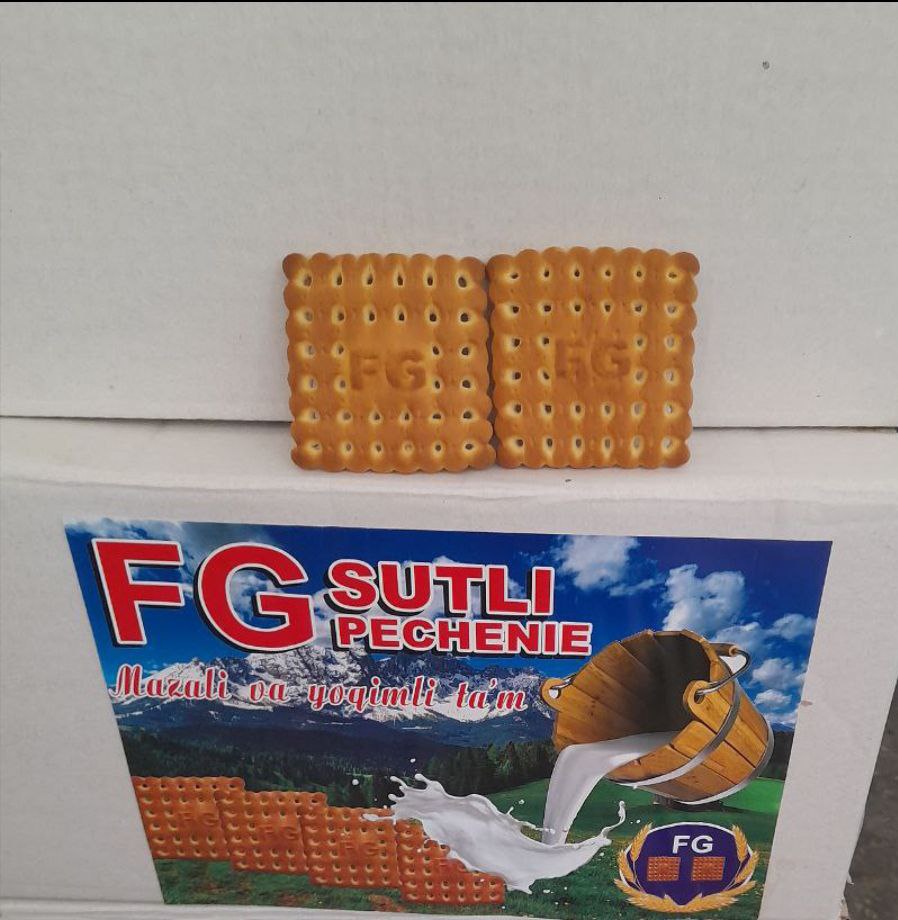 FG FG
FG SUTLI
PECHENIE
Mazali va yoqimli ta'm
FG